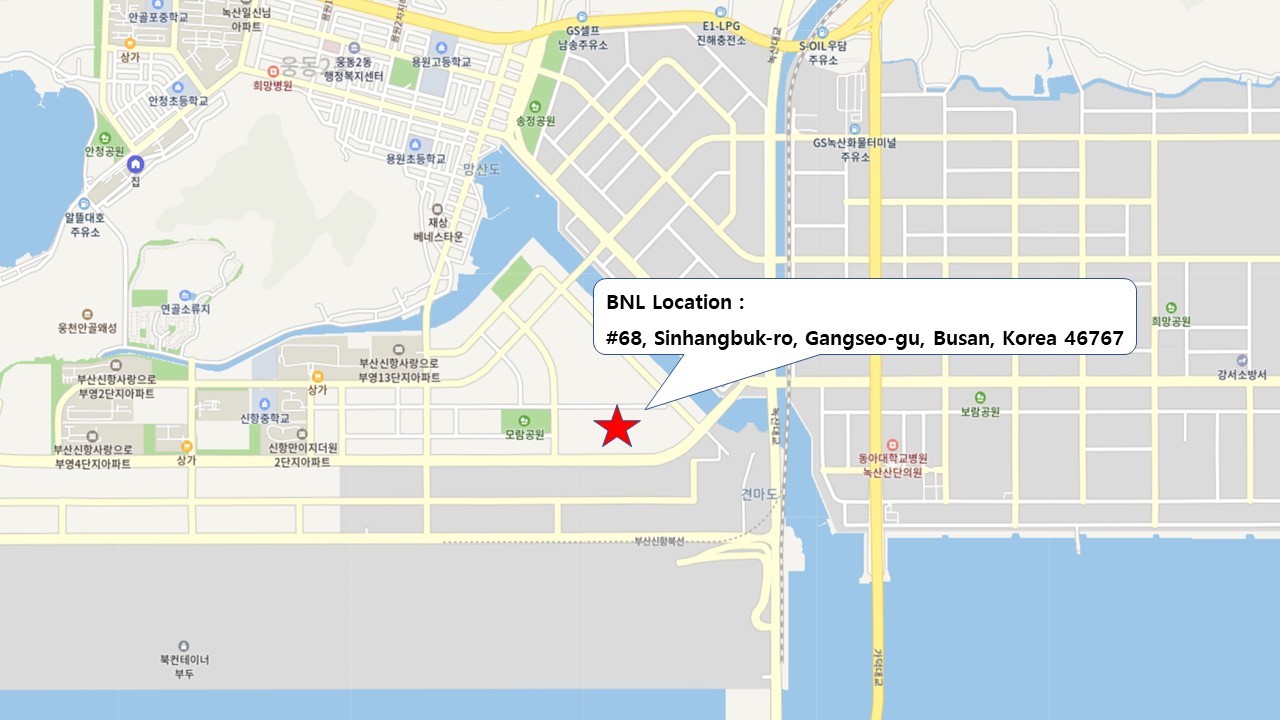 안골포중학교
녹산일신님
아파트
상가
희망병원
웅동2동
행정복지센터
용원고등학교
GS셀프
남송주유소
E1-LPG
진해충전소
녹산대교
S-OIL우담
주유소
안청초등학교
송정공원
안청공원
용원초등학교
GS녹산화물터미널
주유소
망산도
집
알뜰대호
주유소
재상
베네스타운
BNL Location :
#68, Sinhangbuk-ro, Gangseo-gu, Busan, Korea 46767
연골소류지
웅천안골왜성
희망공원
부산신항사랑으로
부영13단지아파트
강서소방서
부산신항사랑으로
부영2단지아파트
상가
신항중학교
보람공원
모람공원
녹산대교
부산신항사랑으로
부영4단지아파트
상가
신항만이지더원
2단지아파트
동아대학교병원
녹산산단의원
견마도
부산신항북선
북컨테이너
부두
가덕대교